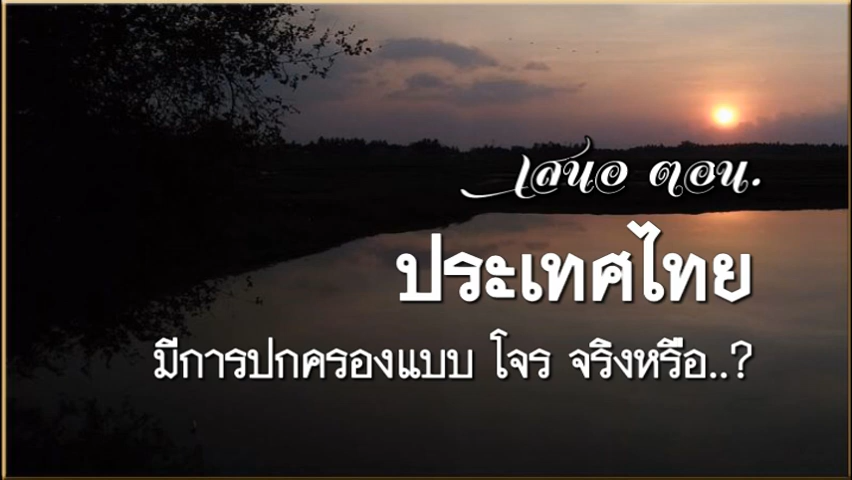 เสนอ ตอน.
ประเทศไทย
มีการปกครองแบบ โจร จริงหรือ..?